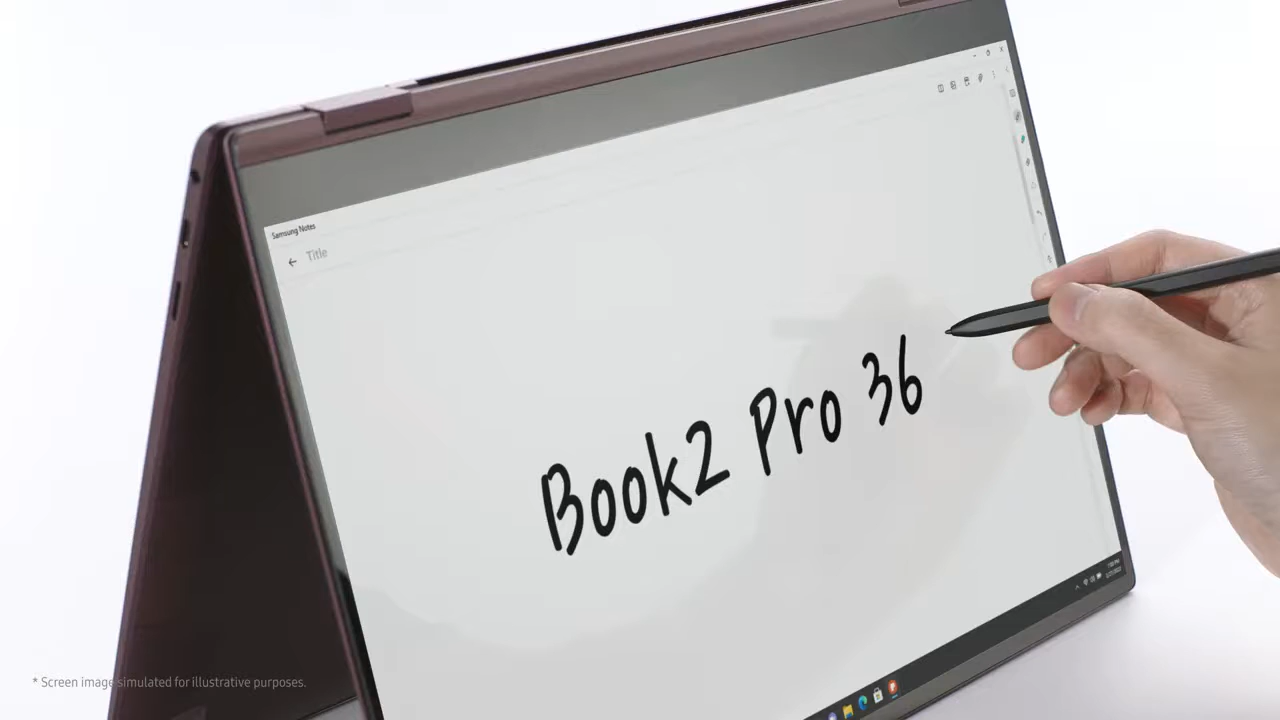 Samsung Notes
Title
Book2 Pro 36
* Screen image simulated for illustrative purposes.